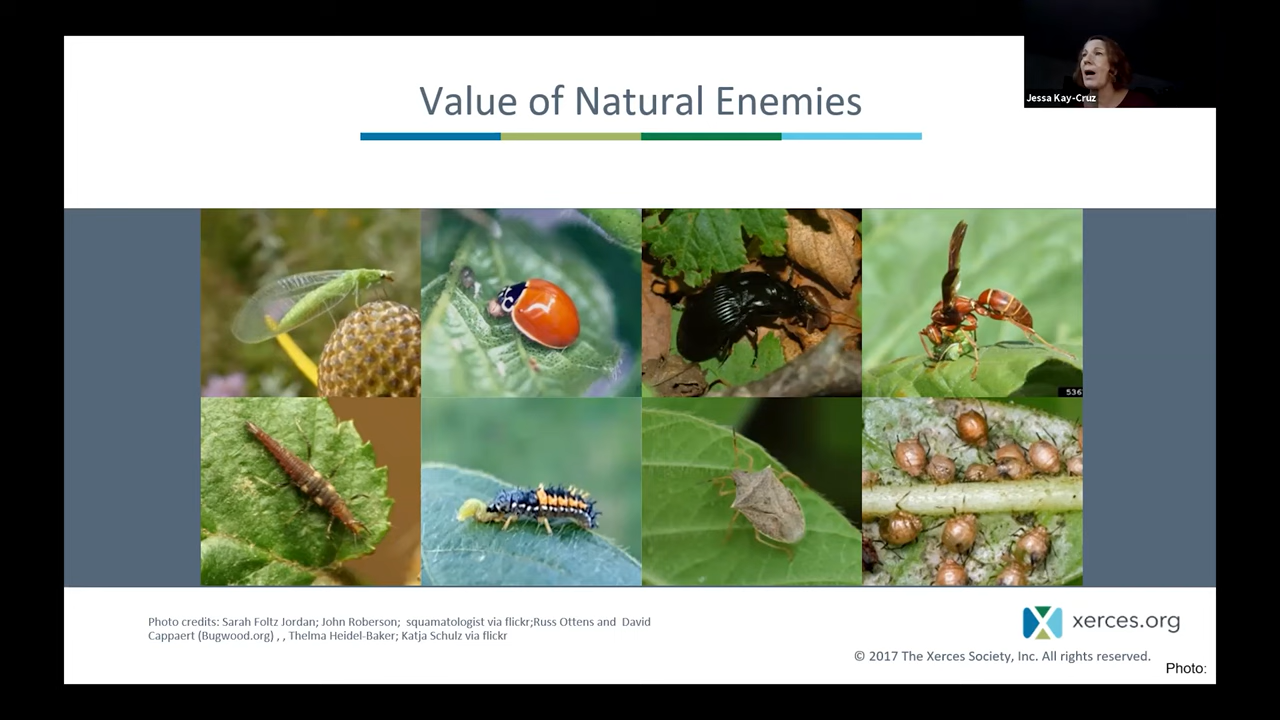 Value of Natural Enemies
Jessa Kay-Cruz
536
Photo credits: Sarah Foltz Jordan; John Roberson;  squamatologist via flickr;Russ Ottens and  David
Cappaert (Bugwood.org) , , Thelma Heidel-Baker; Katja Schulz via flickr
xerces.org
© 2017 The Xerces Society, Inc. All rights reserved.
Photo: